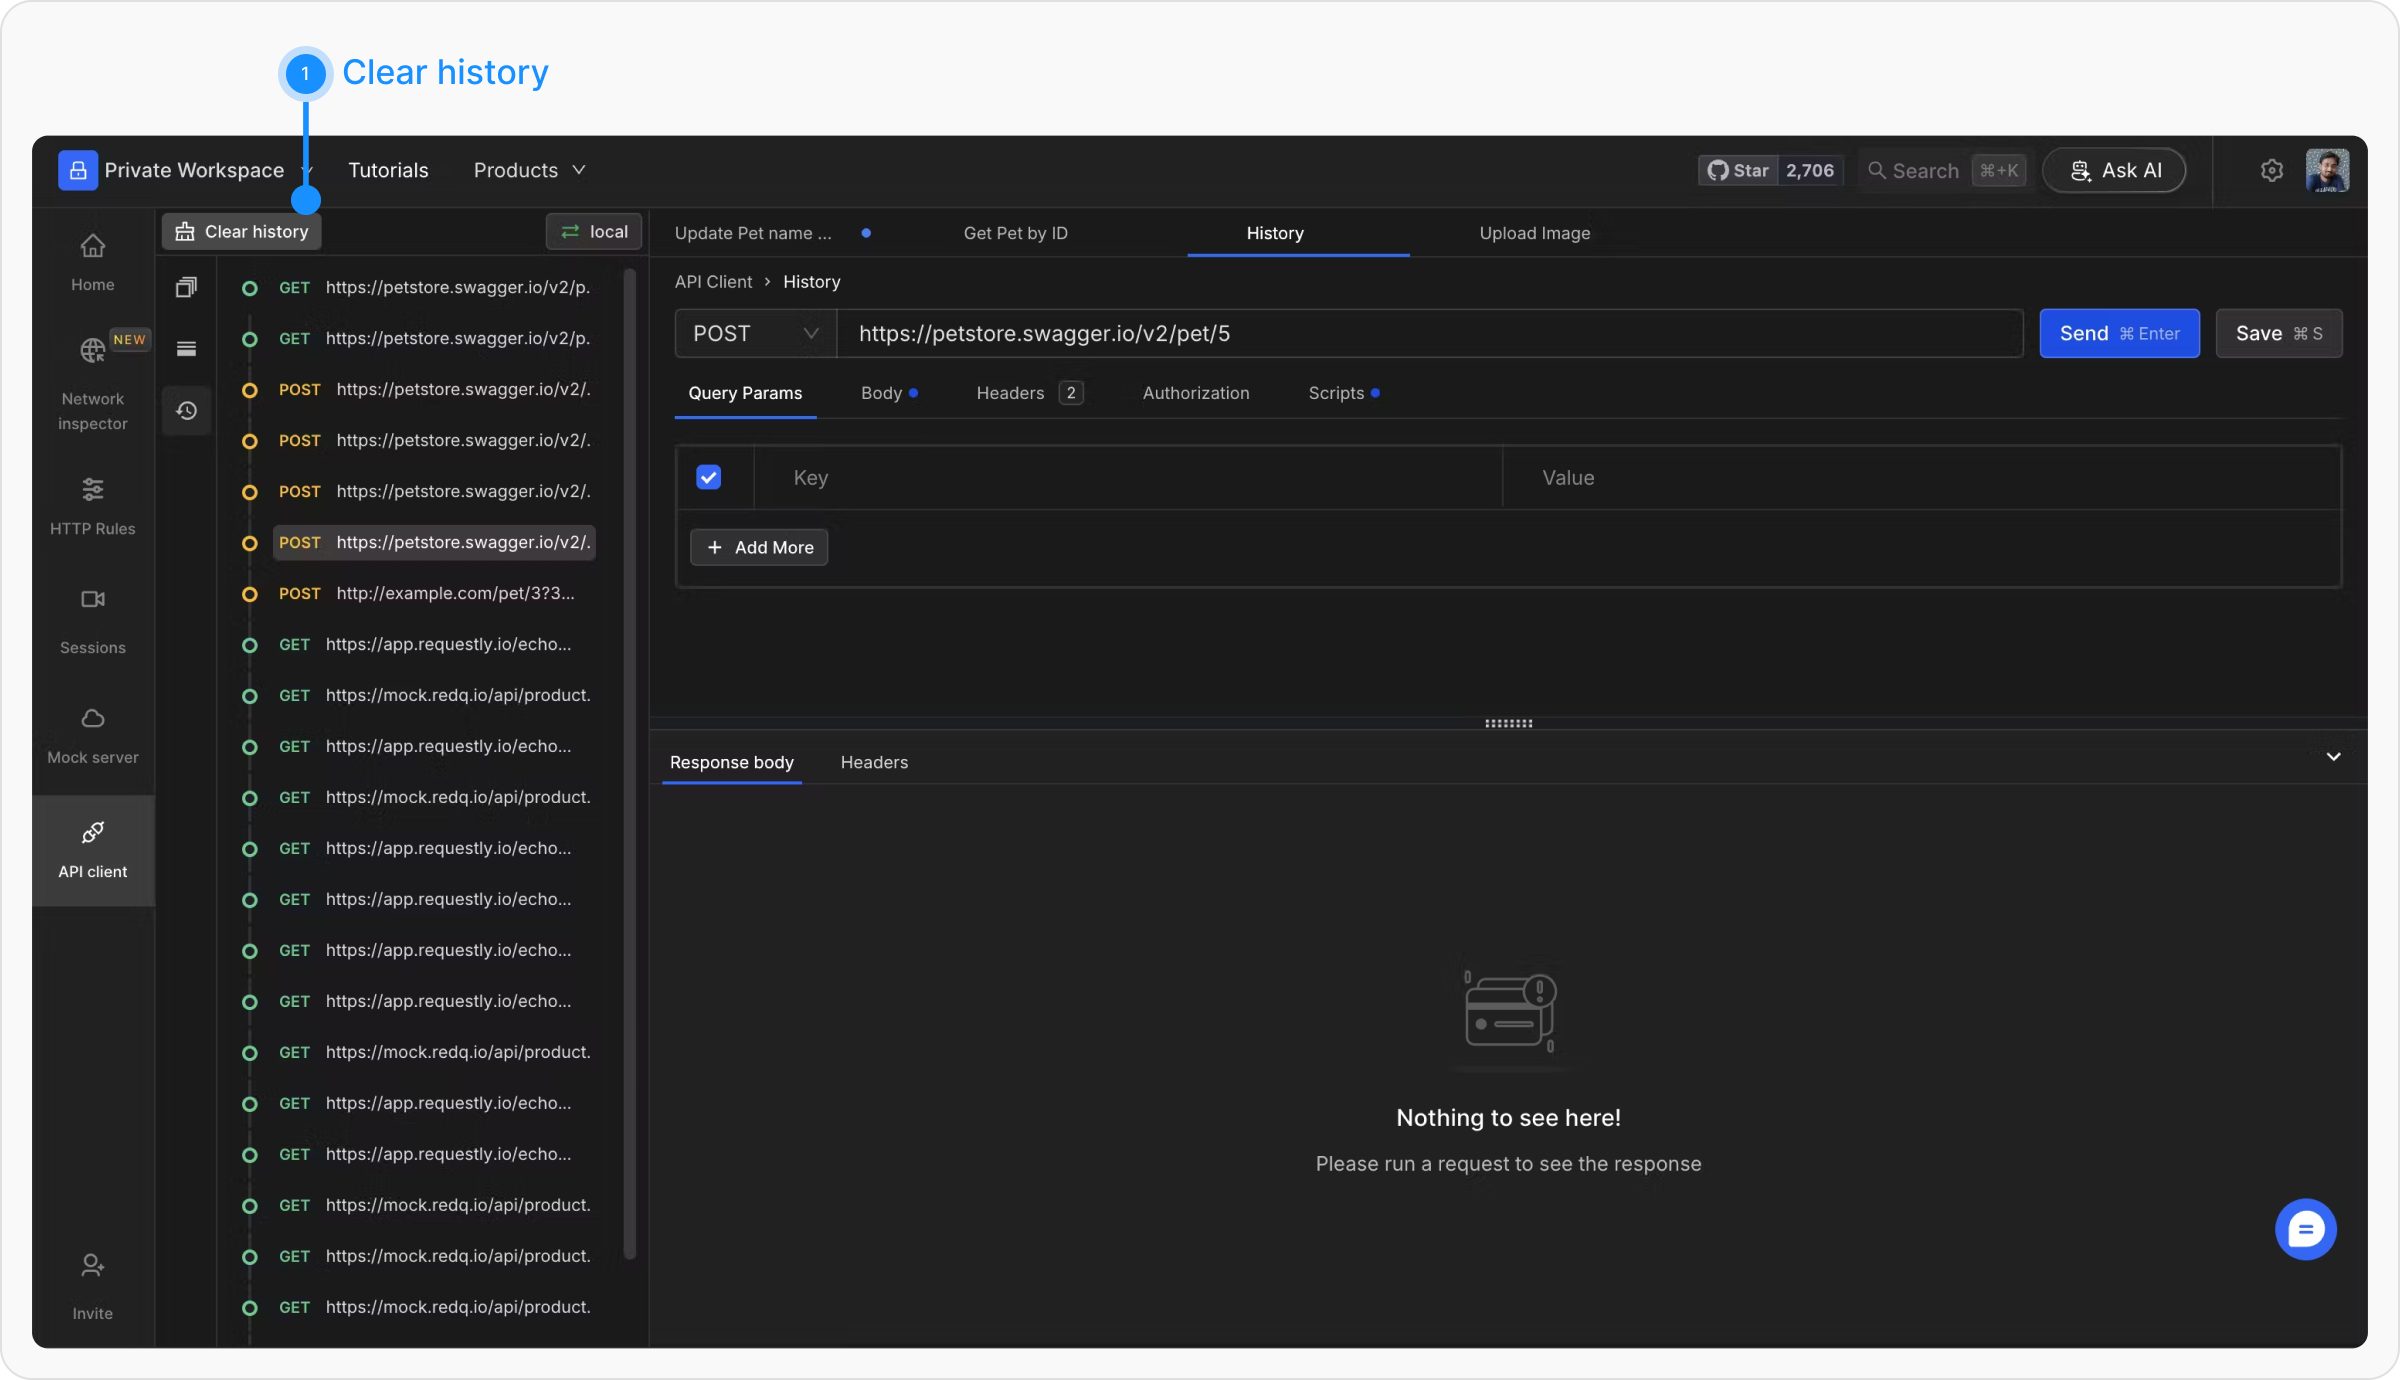 1 Clear history
Private Workspace Tutorials Products Star 2,706 Search ⌘+K Ask AI
Clear history local
Home
NEW
Network
inspector
HTTP Rules
Sessions
Mock server
API client
Invite
GET https://petstore.swagger.io/v2/p.
GET https://petstore.swagger.io/v2/p.
POST https://petstore.swagger.io/v2/.
POST https://petstore.swagger.io/v2/.
POST https://petstore.swagger.io/v2/.
POST https://petstore.swagger.io/v2/.
POST http://example.com/pet/3?3...
GET https://app.requestly.io/echo...
GET https://mock.redq.io/api/product.
GET https://app.requestly.io/echo...
GET https://mock.redq.io/api/product.
GET https://app.requestly.io/echo...
GET https://app.requestly.io/echo...
GET https://app.requestly.io/echo...
GET https://app.requestly.io/echo...
GET https://mock.redq.io/api/product.
GET https://app.requestly.io/echo...
GET https://app.requestly.io/echo...
GET https://mock.redq.io/api/product.
GET https://mock.redq.io/api/product.
GET https://mock.redq.io/api/product.
Update Pet name ... Get Pet by ID History Upload Image
API Client > History
POST https://petstore.swagger.io/v2/pet/5 Send ⌘ Enter Save ⌘ S
Query Params Body Headers 2 Authorization Scripts
Key Value
+ Add More
Response body Headers
Nothing to see here!
Please run a request to see the response